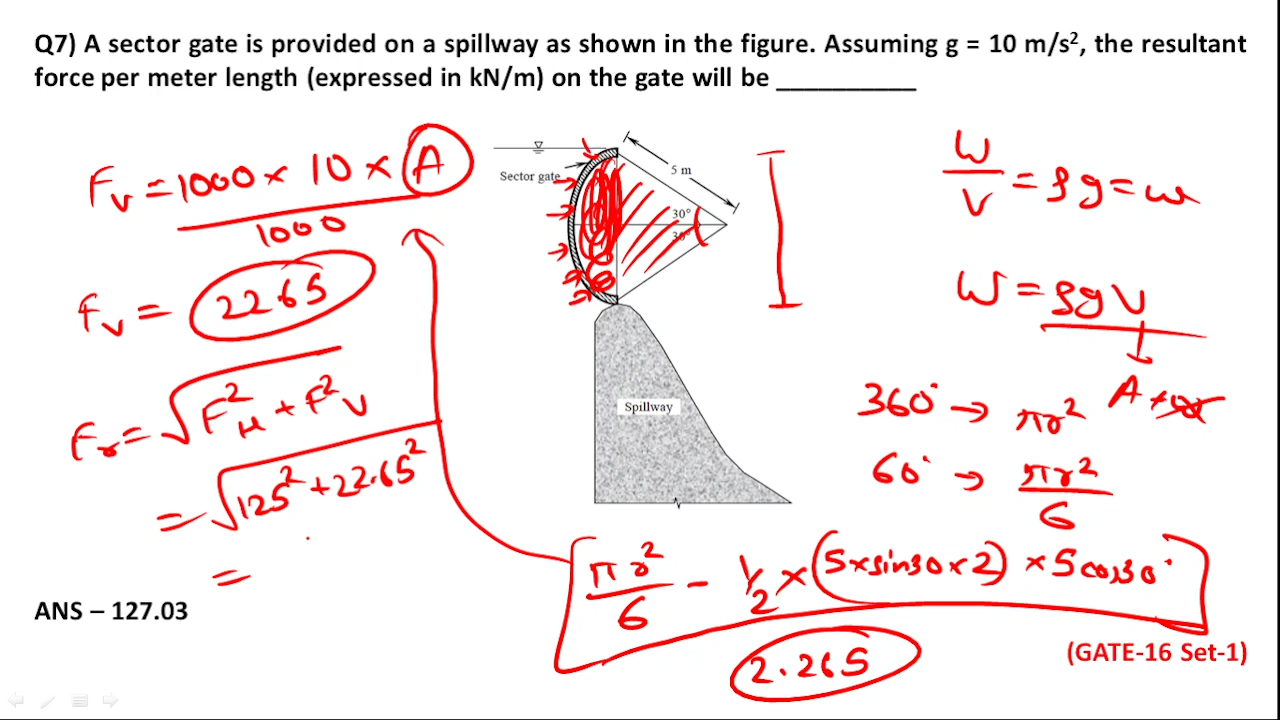 Q7) A sector gate is provided on a spillway as shown in the figure. Assuming g = 10 m/s², the resultant
force per meter length (expressed in kN/m) on the gate will be __________
Fᵥ = 1000 × 10 × A
1000
Fᵥ = 22.65
Fᵣ = √F²H + F²V
= √125² + 22.65²
=
ANS – 127.03
Sector gate
5 m
30°
30°
Spillway
W/V = ρg = w
W = ρgV
A × 
360° → πr²
60° → πr²/6
πr²/6 - 1/2 × (5×sin30×2) × 5cos30°
2.265
(GATE-16 Set-1)